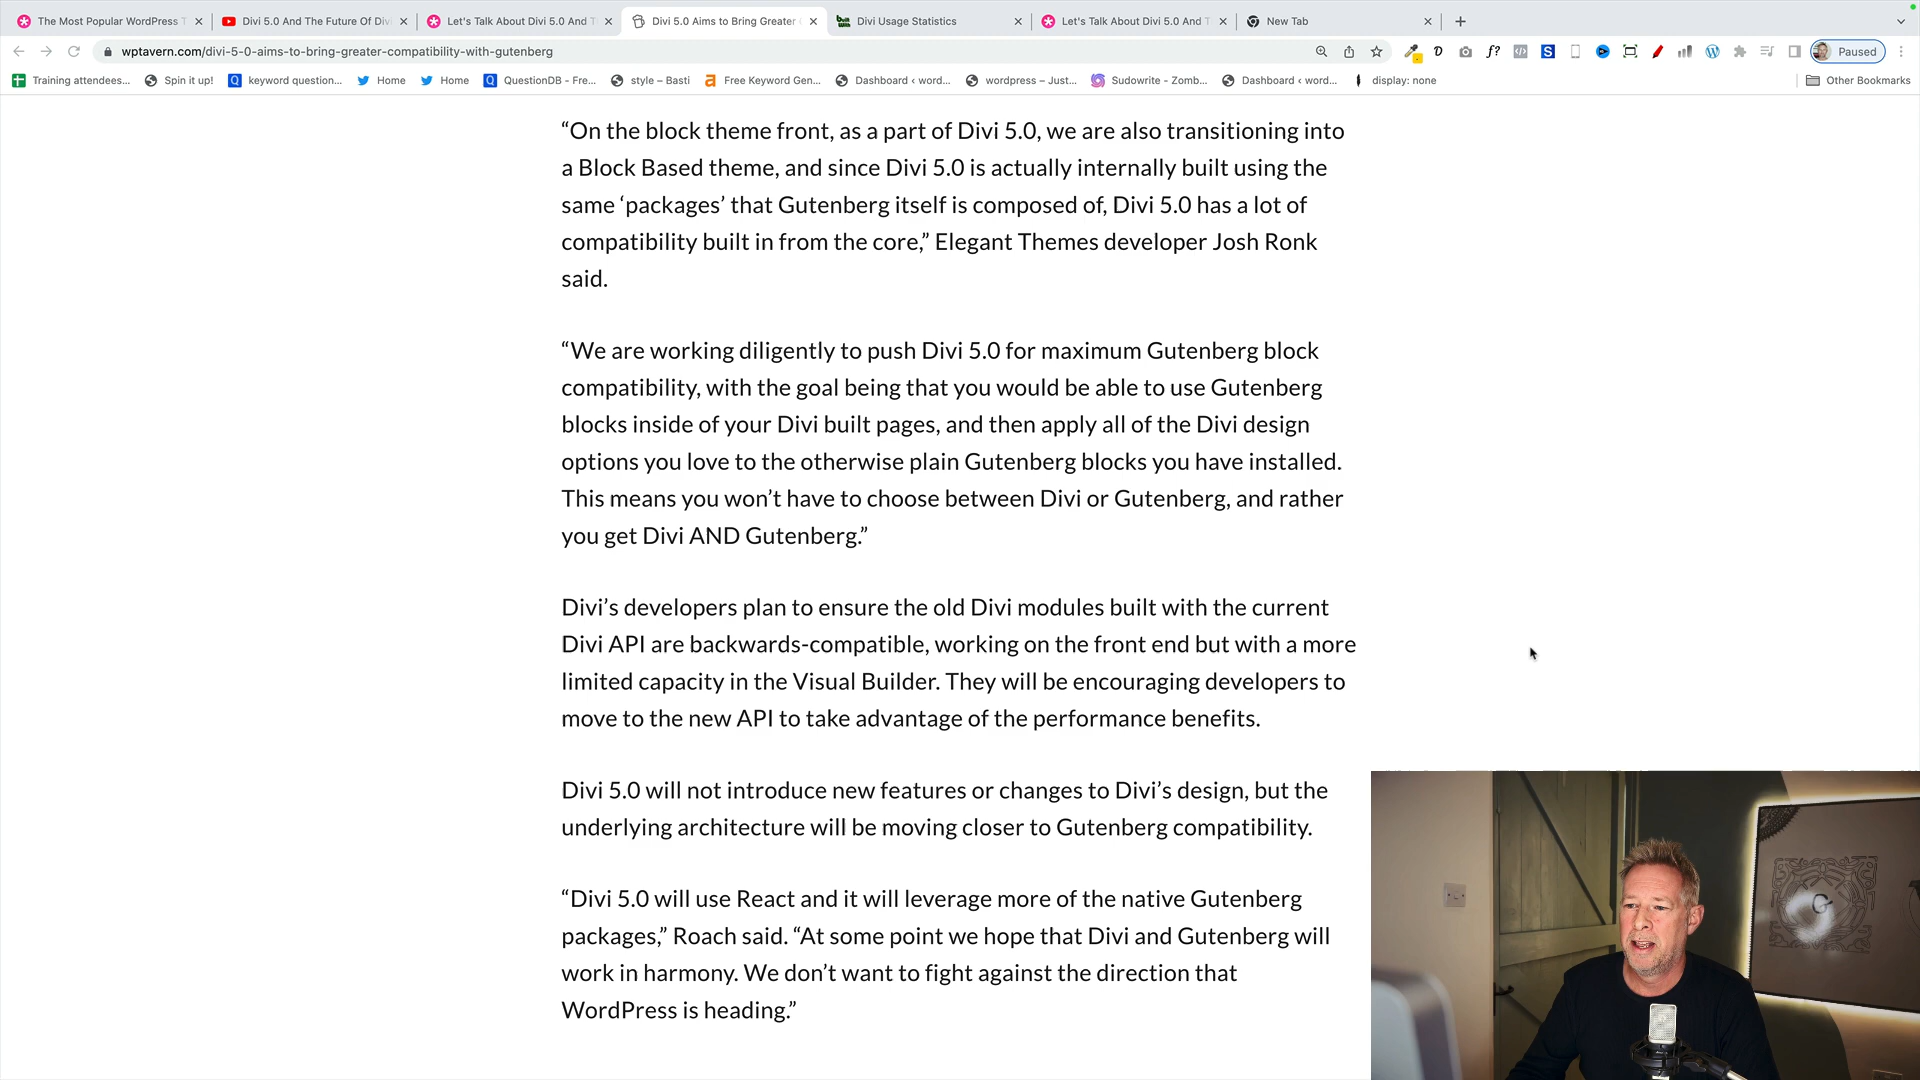 The Most Popular WordPress T
Divi 5.0 And The Future Of Div
Let's Talk About Divi 5.0 And T
Divi 5.0 Aims to Bring Greater
Divi Usage Statistics
Let's Talk About Divi 5.0 And T
New Tab
wptavern.com/divi-5-0-aims-to-bring-greater-compatibility-with-gutenberg
Paused
Training attendees...
Spin it up!
keyword question...
Home
Home
QuestionDB - Fre...
style – Basti
Free Keyword Gen...
Dashboard ‹ word...
wordpress – Just...
Sudowrite - Zomb...
Dashboard ‹ word...
display: none
Other Bookmarks
“On the block theme front, as a part of Divi 5.0, we are also transitioning into
a Block Based theme, and since Divi 5.0 is actually internally built using the
same ‘packages’ that Gutenberg itself is composed of, Divi 5.0 has a lot of
compatibility built in from the core,” Elegant Themes developer Josh Ronk
said.
“We are working diligently to push Divi 5.0 for maximum Gutenberg block
compatibility, with the goal being that you would be able to use Gutenberg
blocks inside of your Divi built pages, and then apply all of the Divi design
options you love to the otherwise plain Gutenberg blocks you have installed.
This means you won’t have to choose between Divi or Gutenberg, and rather
you get Divi AND Gutenberg.”
Divi’s developers plan to ensure the old Divi modules built with the current
Divi API are backwards-compatible, working on the front end but with a more
limited capacity in the Visual Builder. They will be encouraging developers to
move to the new API to take advantage of the performance benefits.
Divi 5.0 will not introduce new features or changes to Divi’s design, but the
underlying architecture will be moving closer to Gutenberg compatibility.
“Divi 5.0 will use React and it will leverage more of the native Gutenberg
packages,” Roach said. “At some point we hope that Divi and Gutenberg will
work in harmony. We don’t want to fight against the direction that
WordPress is heading.”